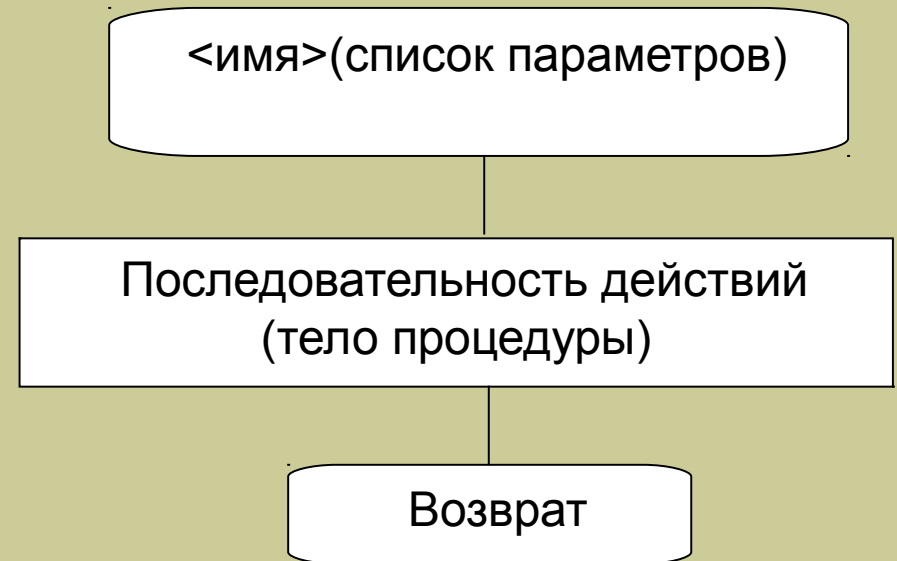 <имя>(список параметров)
Последовательность действий
(тело процедуры)
Возврат